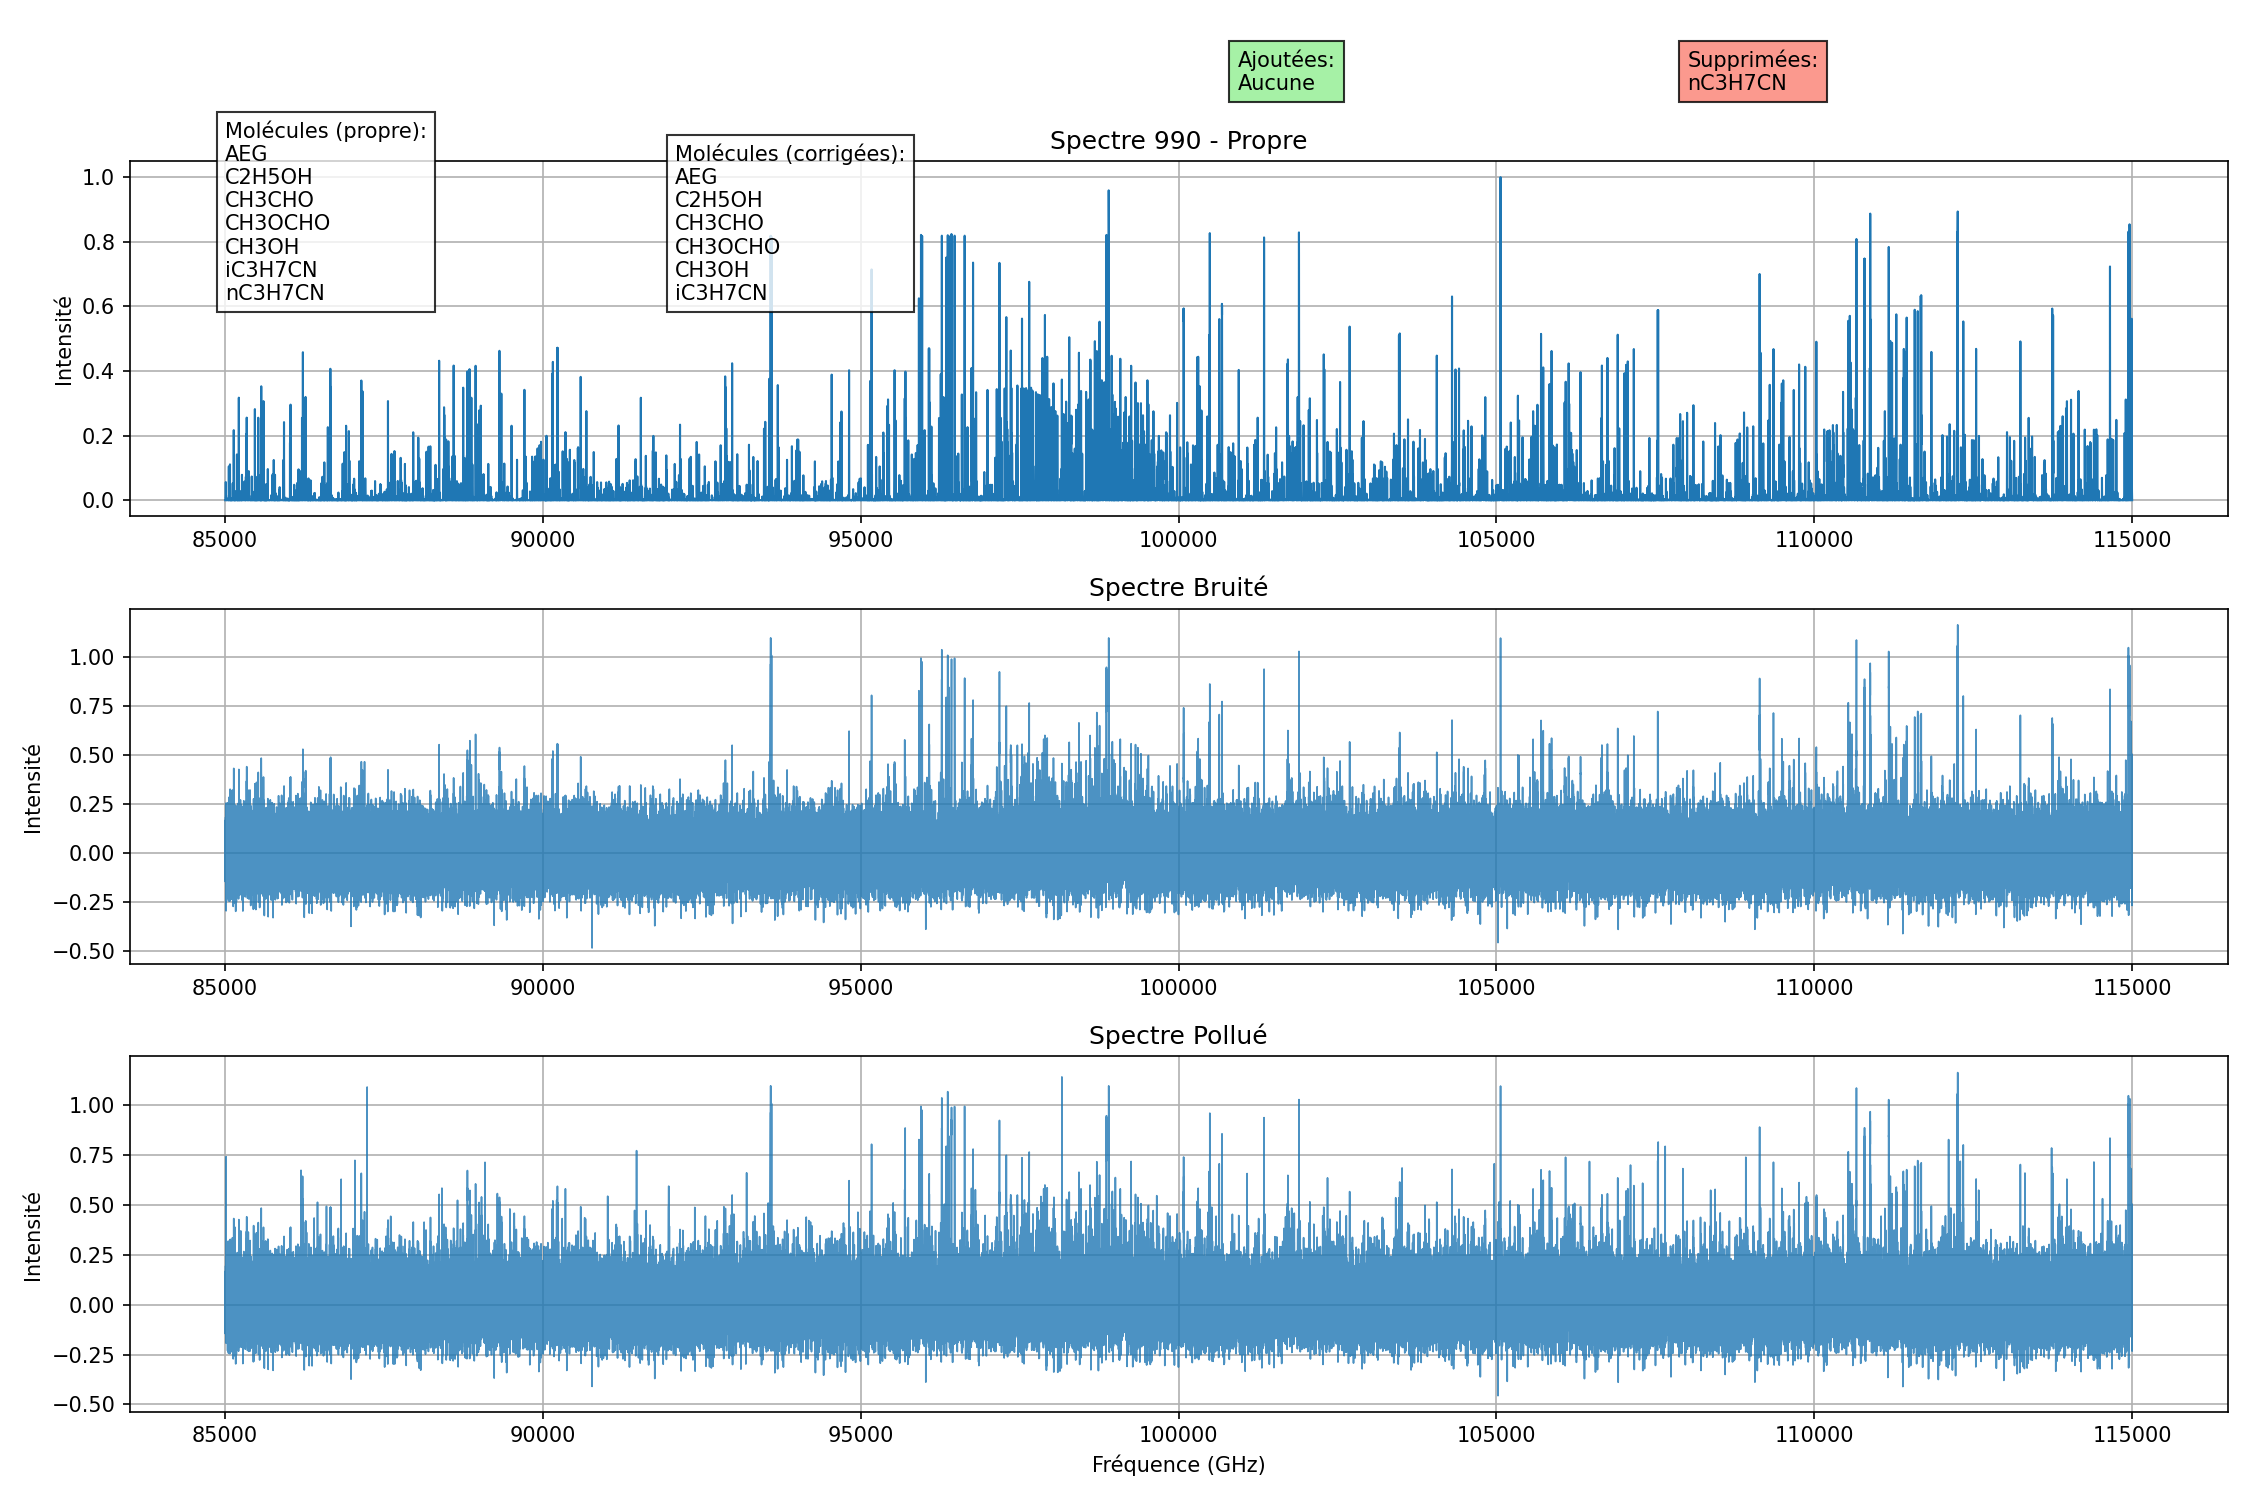 Ajoutées:
Aucune
Supprimées:
nC3H7CN
Molécules (propre):
AEG
C2H5OH
CH3CHO
CH3OCHO
CH3OH
iC3H7CN
nC3H7CN
Molécules (corrigées):
AEG
C2H5OH
CH3CHO
CH3OCHO
CH3OH
iC3H7CN
Spectre 990 - Propre
Intensité
1.0
0.8
0.6
0.4
0.2
0.0
85000 90000 95000 100000 105000 110000 115000
Spectre Bruité
Intensité
1.00
0.75
0.50
0.25
0.00
−0.25
−0.50
85000 90000 95000 100000 105000 110000 115000
Spectre Pollué
Intensité
1.00
0.75
0.50
0.25
0.00
−0.25
−0.50
85000 90000 95000 100000 105000 110000 115000
Fréquence (GHz)